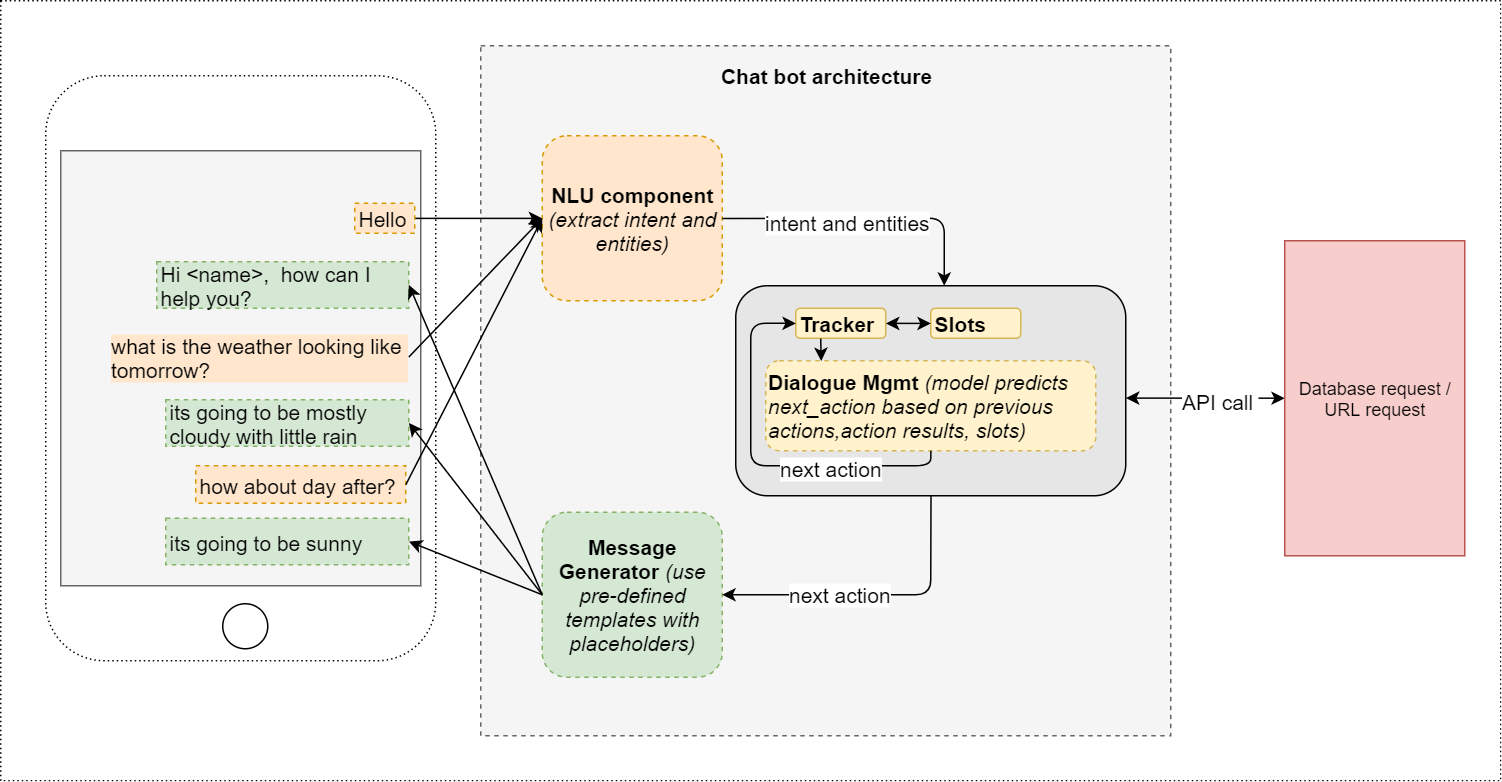 Chat bot architecture
Hello
Hi <name>,  how can I
help you?
what is the weather looking like
tomorrow?
its going to be mostly
cloudy with little rain
how about day after?
its going to be sunny
NLU component
(extract intent and
entities)
intent and entities
Tracker
Slots
Dialogue Mgmt (model predicts
next_action based on previous
actions,action results, slots)
next action
API call
Database request /
URL request
Message
Generator (use
pre-defined
templates with
placeholders)
next action